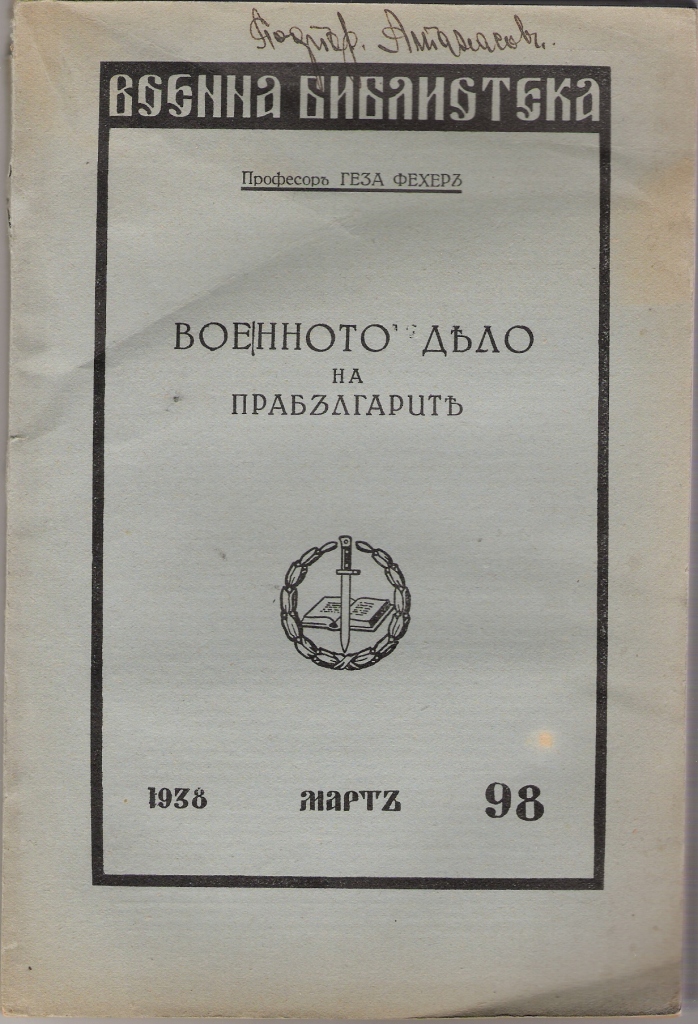 Подпор. Атанасовъ.
ВОЕННА БИБЛИОТЕКА
Професоръ ГЕЗА ФЕХЕРЪ
ВОЕННОТО ДѢЛО
НА
ПРАБЪЛГАРИТѢ
1938 МАРТЪ 98